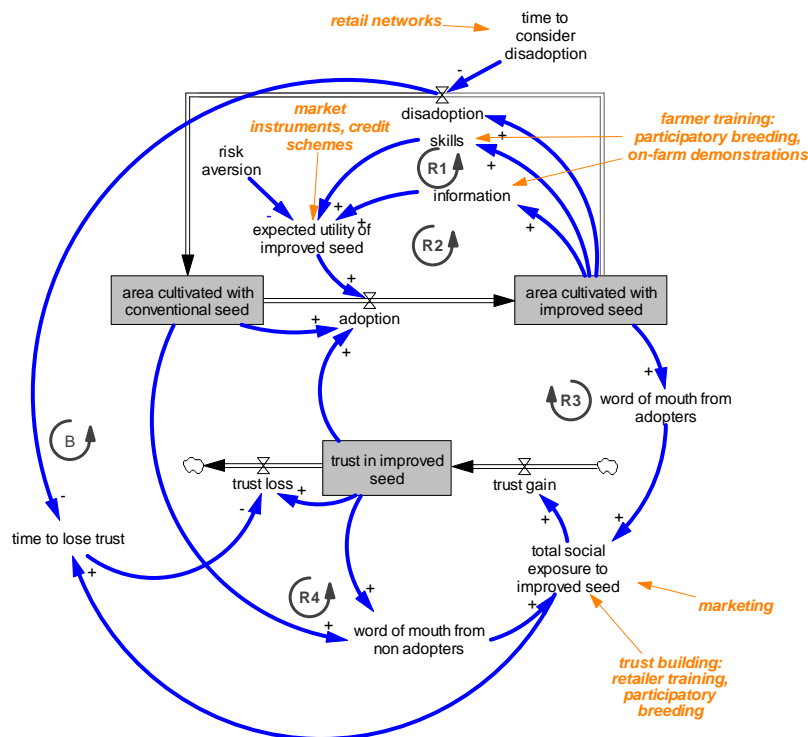 retail networks
time to
consider
disadoption
-
disadoption
market
instruments, credit
schemes
skills
+
farmer training:
participatory breeding,
on-farm demonstrations
risk
aversion
R1
+
information
-
+
+
expected utility of
improved seed
R2
+
area cultivated with
conventional seed
+
area cultivated with
improved seed
adoption
+
+
+
R3
word of mouth from
adopters
B
trust in improved
seed
trust loss
trust gain
-
-
+
+
+
time to lose trust
+
total social
exposure to
improved seed
R4
+
+
+
word of mouth from
non adopters
marketing
trust building:
retailer training,
participatory
breeding